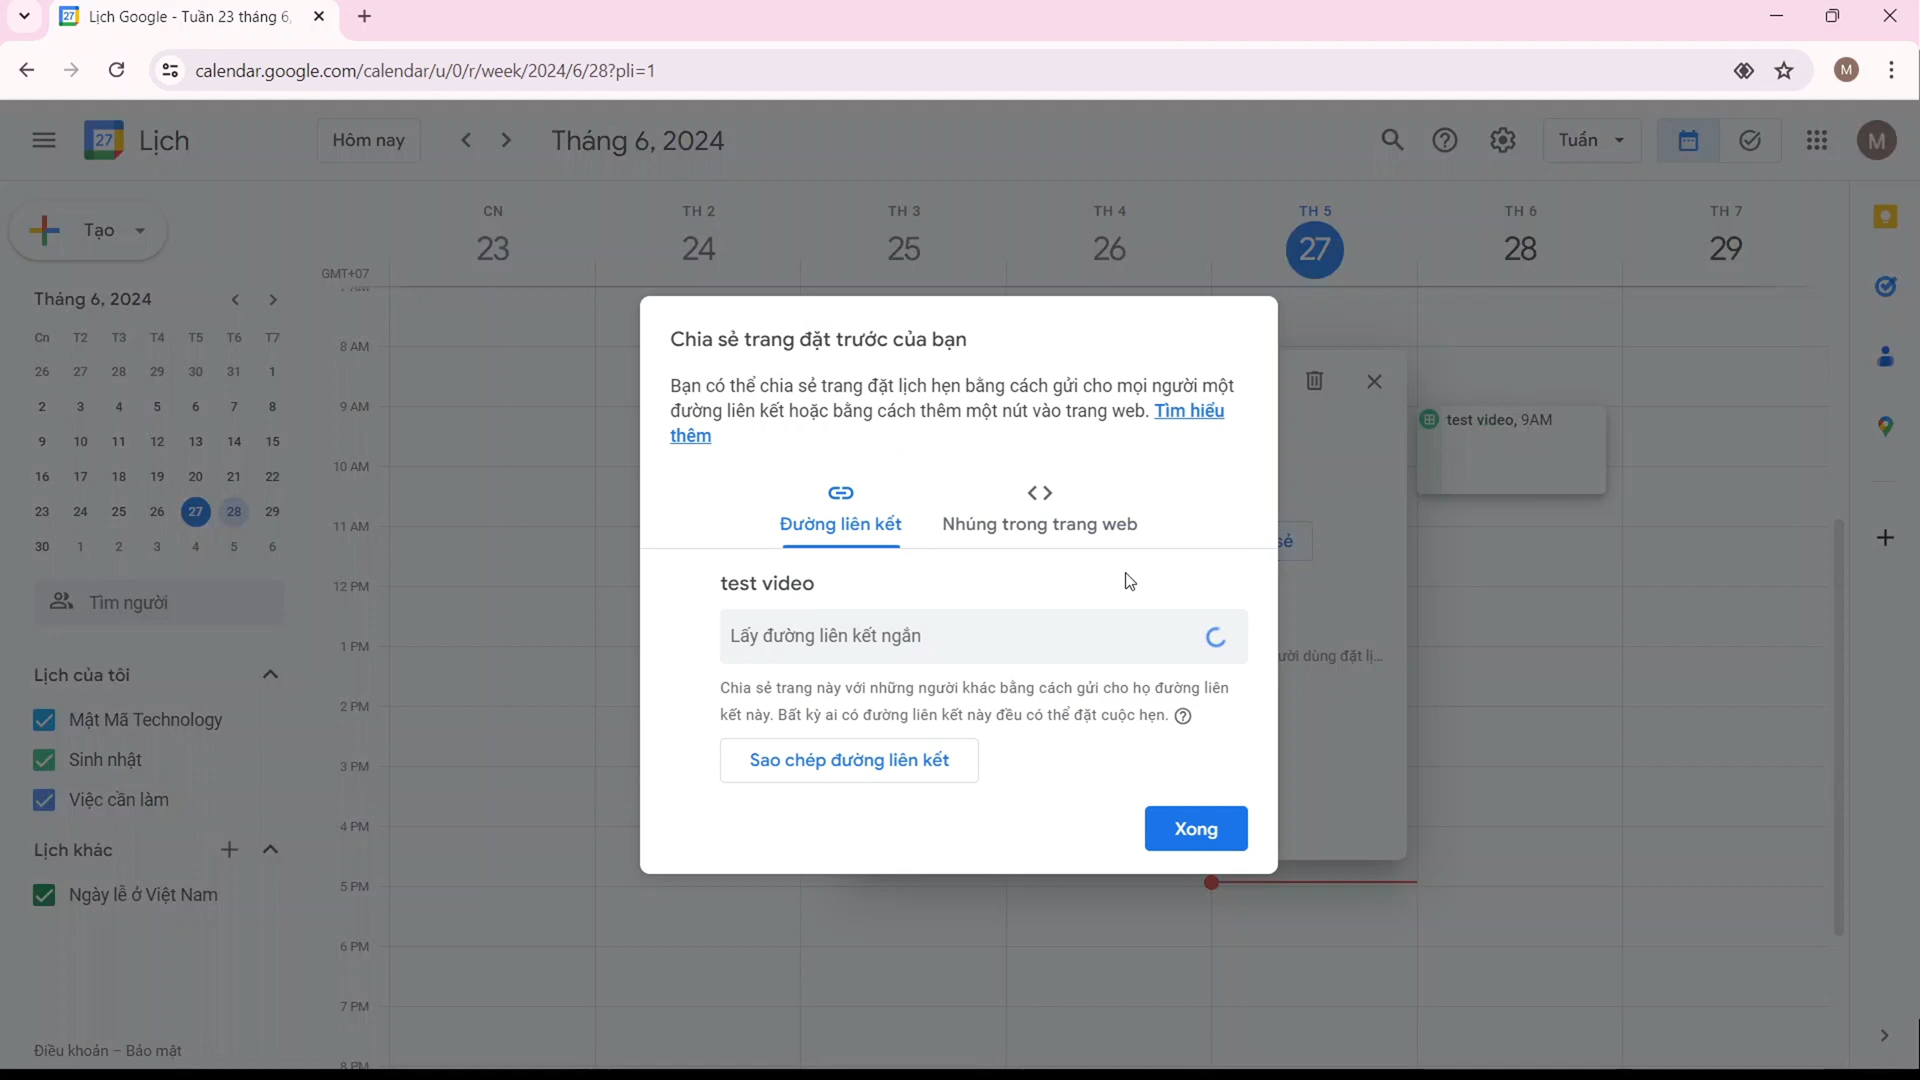 Lịch Google - Tuần 23 tháng 6,
calendar.google.com/calendar/u/0/r/week/2024/6/28?pli=1
M
27 Lịch
Hôm nay
Tháng 6, 2024
Tuần
M
Tạo
CN TH 2 TH 3 TH 4 TH 5 TH 6 TH 7
23 24 25 26 27 28 29
GMT+07
Tháng 6, 2024
Cn T2 T3 T4 T5 T6 T7
26 27 28 29 30 31 1
2 3 4 5 6 7 8
9 10 11 12 13 14 15
16 17 18 19 20 21 22
23 24 25 26 27 28 29
30 1 2 3 4 5 6
Tìm người
Lịch của tôi
Mật Mã Technology
Sinh nhật
Việc cần làm
Lịch khác
Ngày lễ ở Việt Nam
Điều khoản – Bảo mật
8 AM
9 AM
10 AM
11 AM
12 PM
1 PM
2 PM
3 PM
4 PM
5 PM
6 PM
7 PM
8 PM
test video, 9AM
Chia sẻ trang đặt trước của bạn
Bạn có thể chia sẻ trang đặt lịch hẹn bằng cách gửi cho mọi người một
đường liên kết hoặc bằng cách thêm một nút vào trang web. Tìm hiểu
thêm
Đường liên kết
Nhúng trong trang web
test video
Lấy đường liên kết ngắn
Chia sẻ trang này với những người khác bằng cách gửi cho họ đường liên
kết này. Bất kỳ ai có đường liên kết này đều có thể đặt cuộc hẹn.
Sao chép đường liên kết
Xong
sẻ
dùng đặt lị...